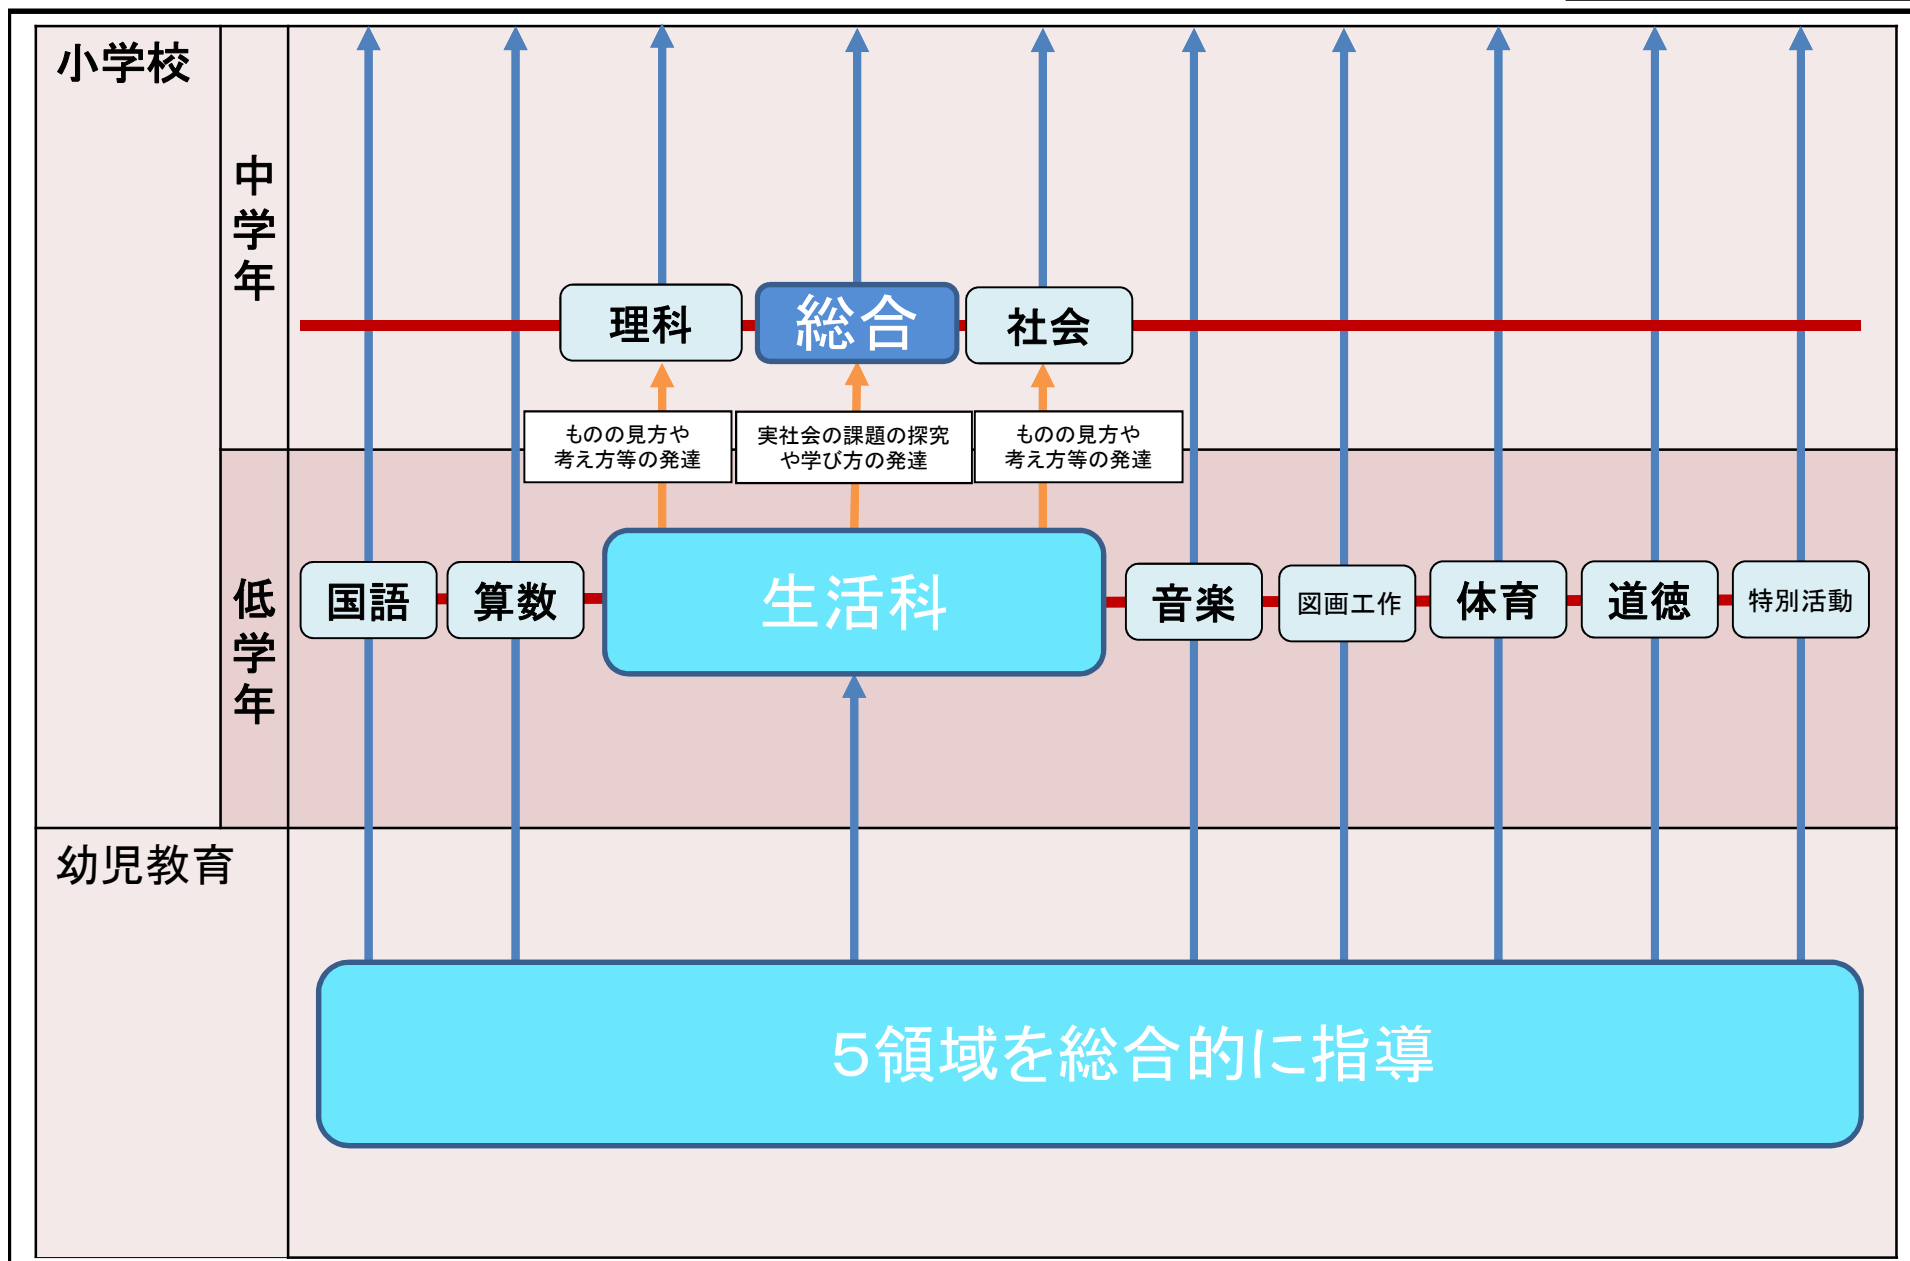 小学校
中学年
理科
総合
社会
ものの見方や
考え方等の発達
実社会の課題の探究
や学び方の発達
ものの見方や
考え方等の発達
低学年
国語
算数
生活科
音楽
図画工作
体育
道徳
特別活動
幼児教育
5領域を総合的に指導